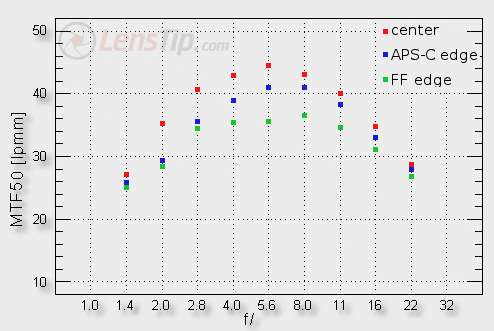 LensTip.com
center
APS-C edge
FF edge
50
40
30
20
10
MTF50 [lpmm]
1.0 1.4 2.0 2.8 4.0 5.6 8.0 11 16 22 32
f/